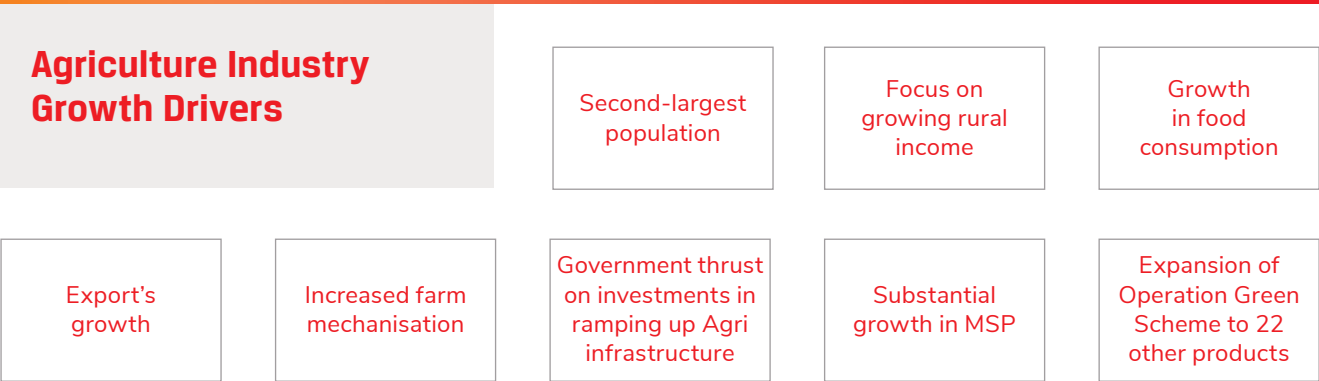 Agriculture Industry
Growth Drivers
Second-largest
population
Focus on
growing rural
income
Growth
in food
consumption
Export's
growth
Increased farm
mechanisation
Government thrust
on investments in
ramping up Agri
infrastructure
Substantial
growth in MSP
Expansion of
Operation Green
Scheme to 22
other products